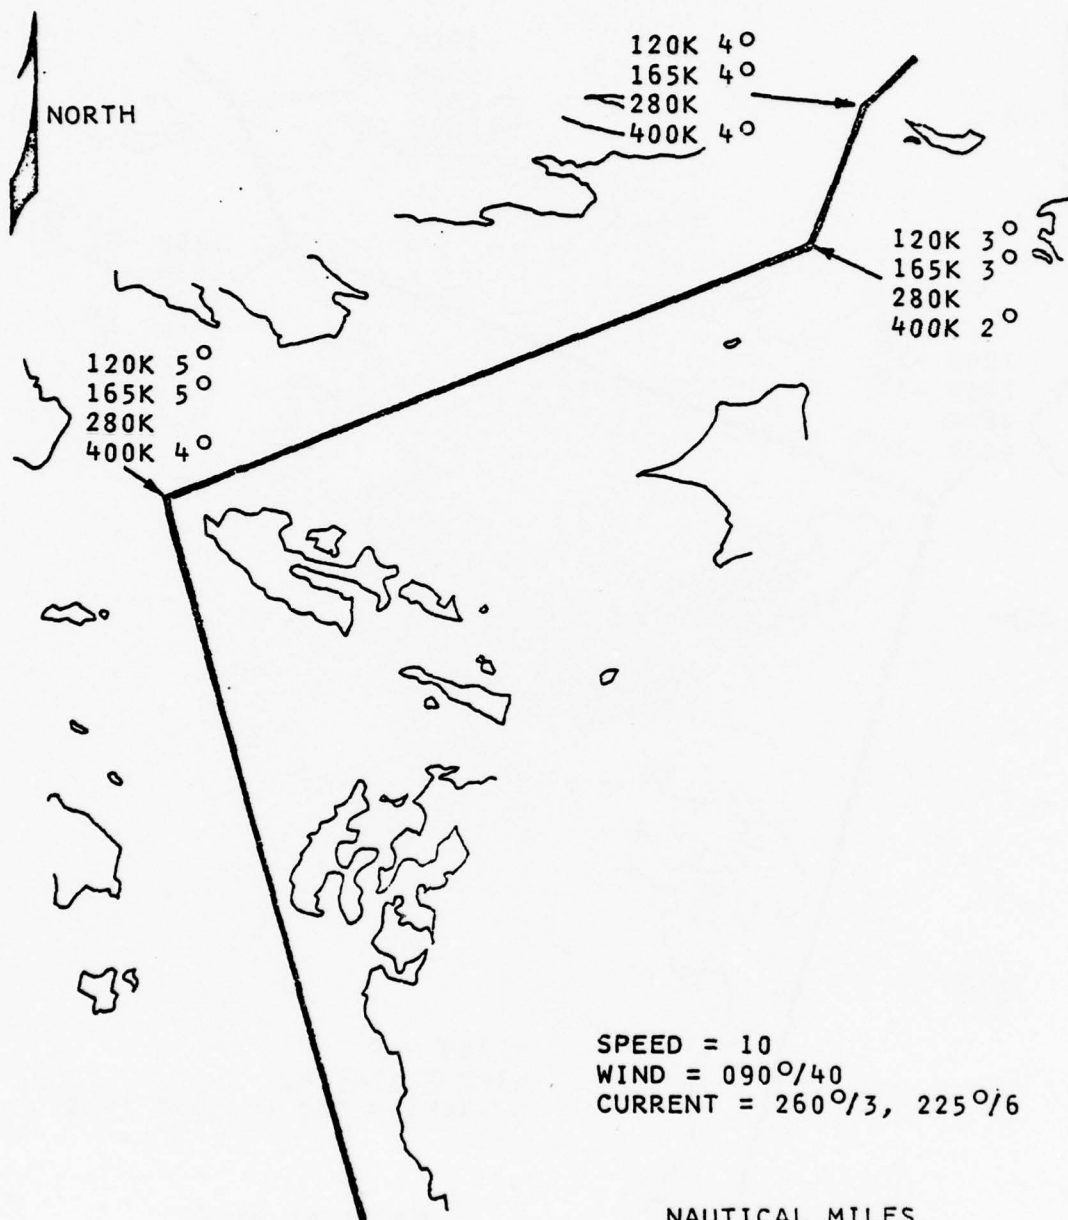 120K 4°
165K 4°
280K
400K 4°
NORTH
120K 3°
165K 3°
280K
400K 2°
120K 5°
165K 5°
280K
400K 4°
SPEED = 10
WIND = 090°/40
CURRENT = 260°/3, 225°/6
NAUTICAL MILES